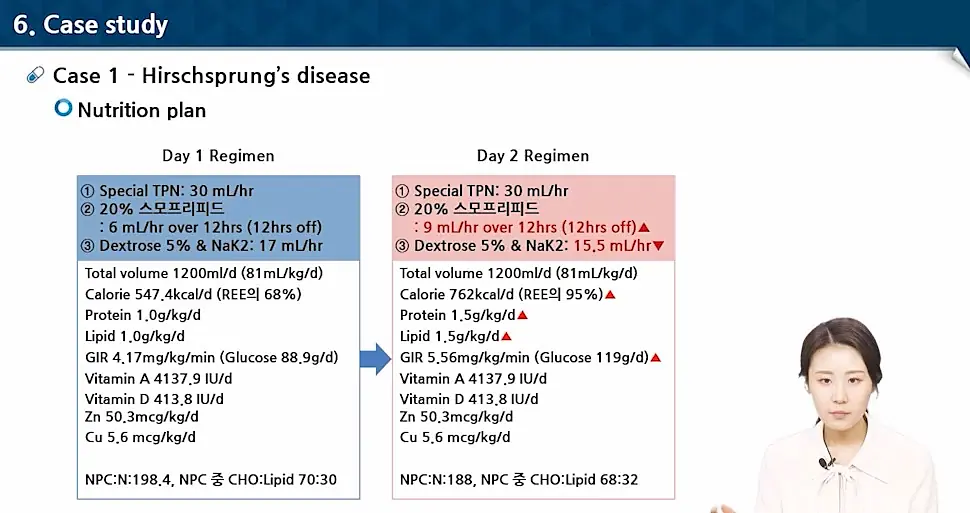 6. Case study
Case 1 - Hirschsprung's disease
Nutrition plan
Day 1 Regimen
① Special TPN: 30 mL/hr
② 20% 스모프리피드
: 6 mL/hr over 12hrs (12hrs off)
③ Dextrose 5% & NaK2: 17 mL/hr
Total volume 1200ml/d (81mL/kg/d)
Calorie 547.4kcal/d (REE의 68%)
Protein 1.0g/kg/d
Lipid 1.0g/kg/d
GIR 4.17mg/kg/min (Glucose 88.9g/d)
Vitamin A 4137.9 IU/d
Vitamin D 413.8 IU/d
Zn 50.3mcg/kg/d
Cu 5.6 mcg/kg/d
NPC:N:198.4, NPC 중 CHO:Lipid 70:30
Day 2 Regimen
① Special TPN: 30 mL/hr
② 20% 스모프리피드
: 9 mL/hr over 12hrs (12hrs off)▲
③ Dextrose 5% & NaK2: 15.5 mL/hr▼
Total volume 1200ml/d (81mL/kg/d)
Calorie 762kcal/d (REE의 95%)▲
Protein 1.5g/kg/d▲
Lipid 1.5g/kg/d▲
GIR 5.56mg/kg/min (Glucose 119g/d)▲
Vitamin A 4137.9 IU/d
Vitamin D 413.8 IU/d
Zn 50.3mcg/kg/d
Cu 5.6 mcg/kg/d
NPC:N:188, NPC 중 CHO:Lipid 68:32